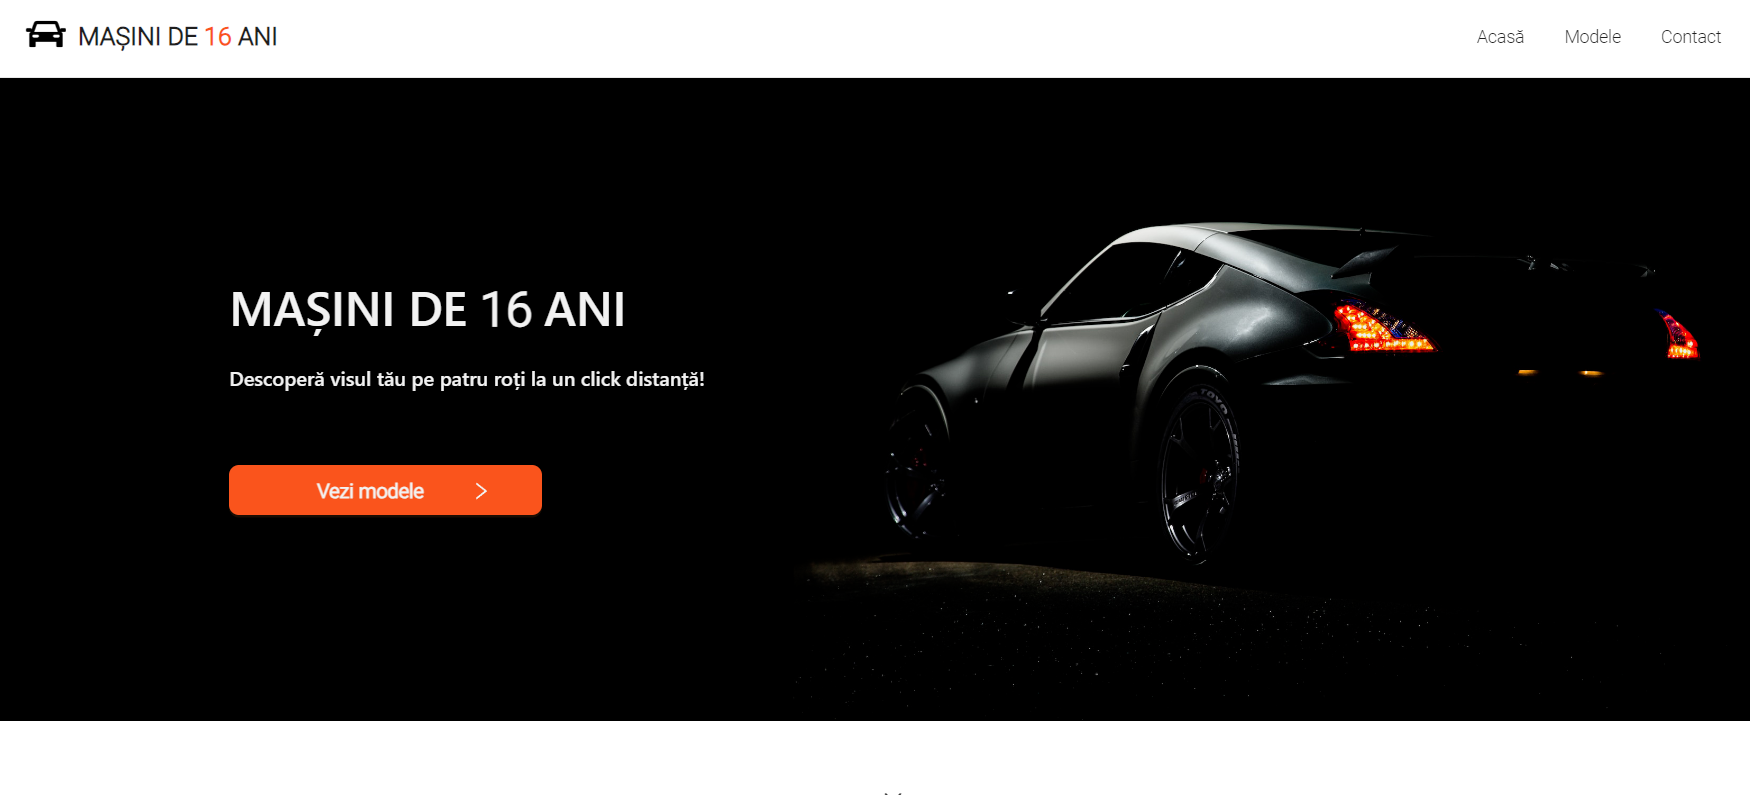 MAȘINI DE 16 ANI
Acasă
Modele
Contact
MAȘINI DE 16 ANI
Descoperă visul tău pe patru roți la un click distanță!
Vezi modele
TOYO